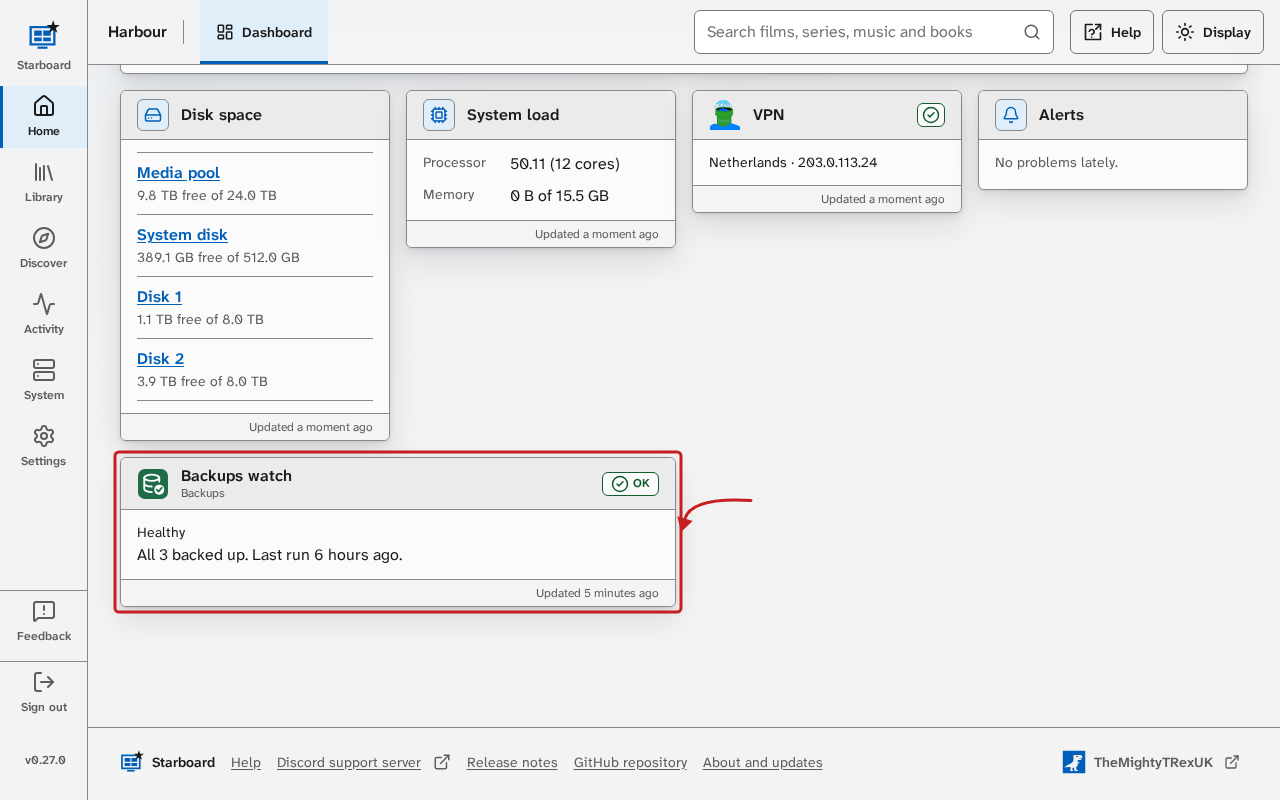 Starboard
Home
Library
Discover
Activity
System
Settings
Feedback
Sign out
v0.27.0
Harbour
Dashboard
Search films, series, music and books
Help
Display
Disk space
Media pool
9.8 TB free of 24.0 TB
System disk
389.1 GB free of 512.0 GB
Disk 1
1.1 TB free of 8.0 TB
Disk 2
3.9 TB free of 8.0 TB
Updated a moment ago
System load
Processor 50.11 (12 cores)
Memory 0 B of 15.5 GB
Updated a moment ago
VPN
Netherlands · 203.0.113.24
Updated a moment ago
Alerts
No problems lately.
Backups watch
Backups
OK
Healthy
All 3 backed up. Last run 6 hours ago.
Updated 5 minutes ago
Starboard Help Discord support server Release notes GitHub repository About and updates TheMightyTRexUK